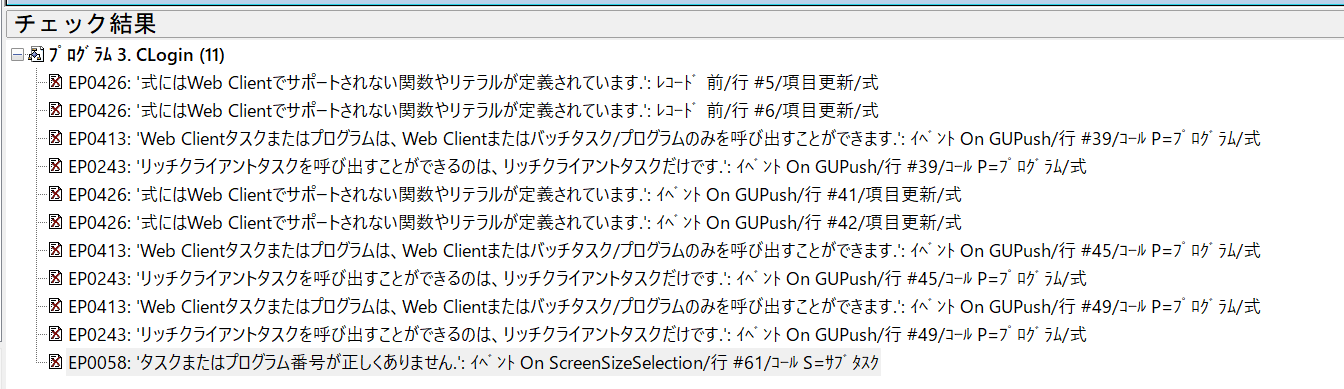 チェック結果
ﾌﾟﾛｸﾞﾗﾑ 3. CLogin (11)
EP0426: '式にはWeb Clientでサポートされない関数やリテラルが定義されています.': ﾚｺｰﾄﾞ 前/行 #5/項目更新/式
EP0426: '式にはWeb Clientでサポートされない関数やリテラルが定義されています.': ﾚｺｰﾄﾞ 前/行 #6/項目更新/式
EP0413: 'Web Clientタスクまたはプログラムは、Web Clientまたはバッチタスク/プログラムのみを呼び出すことができます.': ｲﾍﾞﾝﾄ On GUPush/行 #39/ｺｰﾙ P=ﾌﾟﾛｸﾞﾗﾑ/式
EP0243: 'リッチクライアントタスクを呼び出すことができるのは、リッチクライアントタスクだけです.': ｲﾍﾞﾝﾄ On GUPush/行 #39/ｺｰﾙ P=ﾌﾟﾛｸﾞﾗﾑ/式
EP0426: '式にはWeb Clientでサポートされない関数やリテラルが定義されています.': ｲﾍﾞﾝﾄ On GUPush/行 #41/項目更新/式
EP0426: '式にはWeb Clientでサポートされない関数やリテラルが定義されています.': ｲﾍﾞﾝﾄ On GUPush/行 #42/項目更新/式
EP0413: 'Web Clientタスクまたはプログラムは、Web Clientまたはバッチタスク/プログラムのみを呼び出すことができます.': ｲﾍﾞﾝﾄ On GUPush/行 #45/ｺｰﾙ P=ﾌﾟﾛｸﾞﾗﾑ/式
EP0243: 'リッチクライアントタスクを呼び出すことができるのは、リッチクライアントタスクだけです.': ｲﾍﾞﾝﾄ On GUPush/行 #45/ｺｰﾙ P=ﾌﾟﾛｸﾞﾗﾑ/式
EP0413: 'Web Clientタスクまたはプログラムは、Web Clientまたはバッチタスク/プログラムのみを呼び出すことができます.': ｲﾍﾞﾝﾄ On GUPush/行 #49/ｺｰﾙ P=ﾌﾟﾛｸﾞﾗﾑ/式
EP0243: 'リッチクライアントタスクを呼び出すことができるのは、リッチクライアントタスクだけです.': ｲﾍﾞﾝﾄ On GUPush/行 #49/ｺｰﾙ P=ﾌﾟﾛｸﾞﾗﾑ/式
EP0058: 'タスクまたはプログラム番号が正しくありません.': ｲﾍﾞﾝﾄ On ScreenSizeSelection/行 #61/ｺｰﾙ S=ｻﾌﾞﾀｽｸ